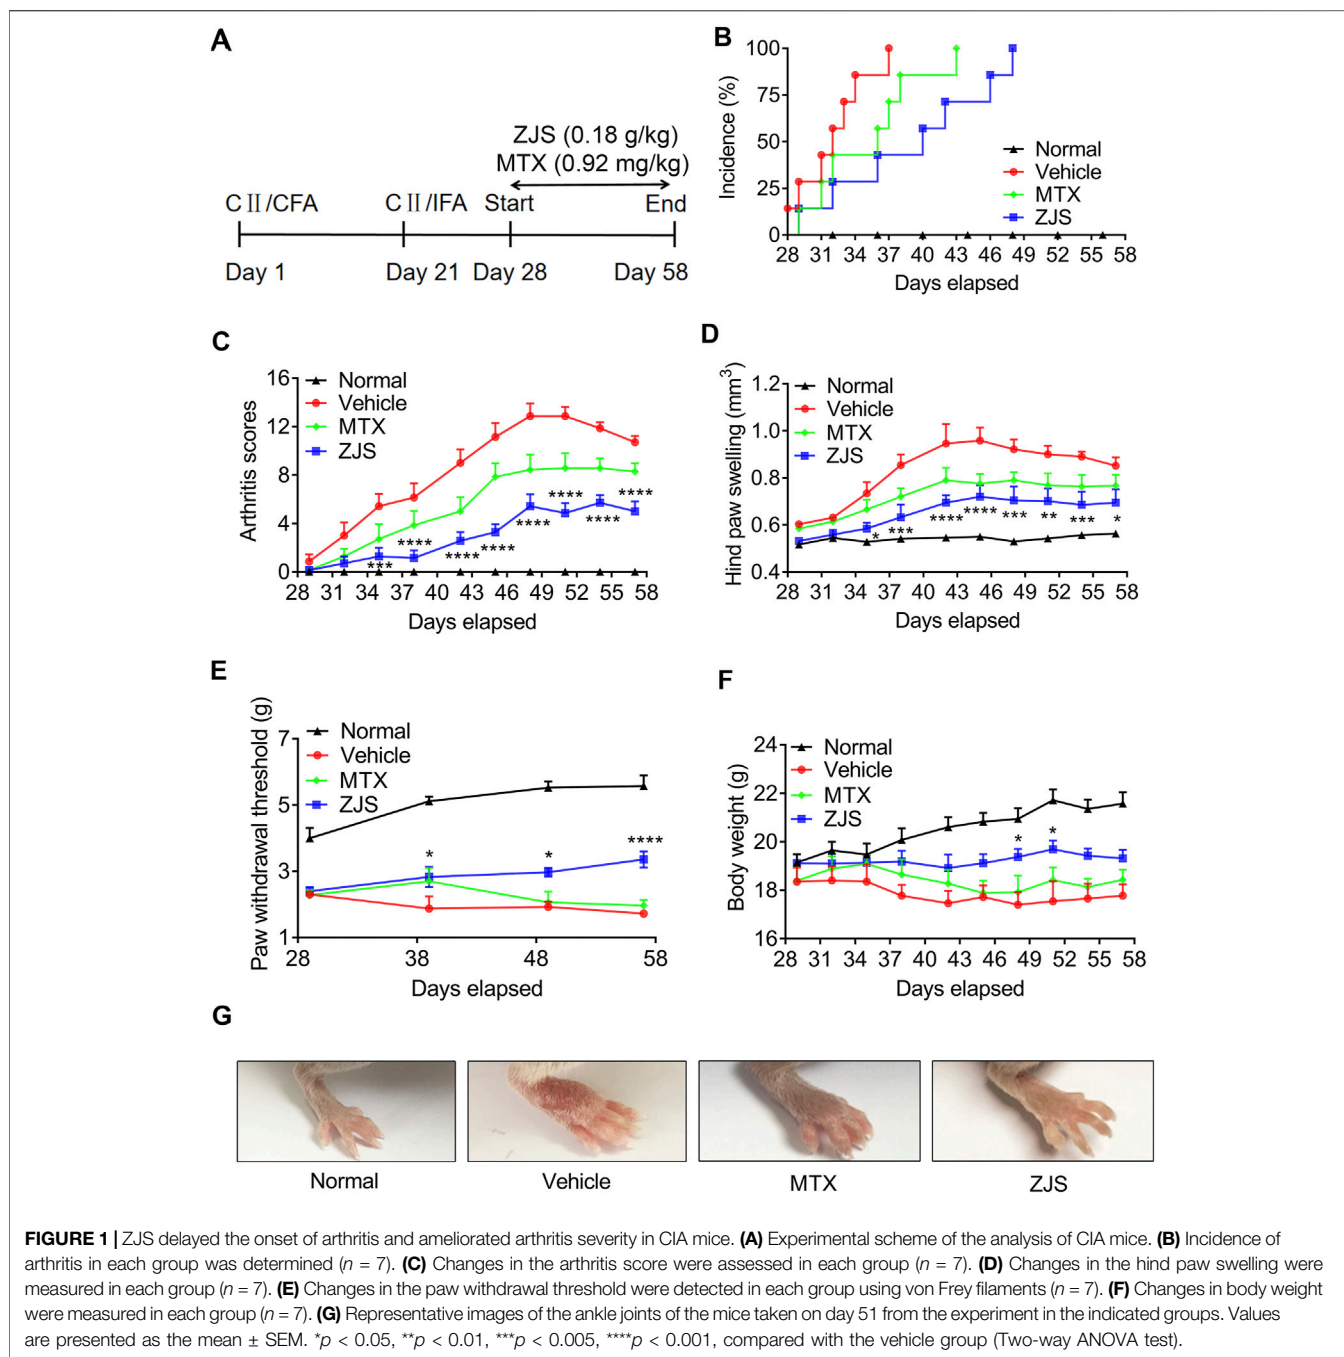 A
ZJS (0.18 g/kg)
MTX (0.92 mg/kg)
CⅡ/CFA CⅡ/IFA Start End
Day 1 Day 21 Day 28 Day 58
B
Incidence (%)
100
75
50
25
0
Normal
Vehicle
MTX
ZJS
28 31 34 37 40 43 46 49 52 55 58
Days elapsed
C
Arthritis scores
16
12
8
4
0
Normal
Vehicle
MTX
ZJS
****
****
****
****
****
****
****
***
28 31 34 37 40 43 46 49 52 55 58
Days elapsed
D
Hind paw swelling (mm³)
1.2
1.0
0.8
0.6
0.4
Normal
Vehicle
MTX
ZJS
* *** **** **** *** ** *** *
28 31 34 37 40 43 46 49 52 55 58
Days elapsed
E
Paw withdrawal threshold (g)
7
5
3
1
Normal
Vehicle
MTX
ZJS
* * ****
28 38 48 58
Days elapsed
F
Body weight (g)
24
22
20
18
16
Normal
Vehicle
MTX
ZJS
* *
28 31 34 37 40 43 46 49 52 55 58
Days elapsed
G
Normal Vehicle MTX ZJS
FIGURE 1 | ZJS delayed the onset of arthritis and ameliorated arthritis severity in CIA mice. (A) Experimental scheme of the analysis of CIA mice. (B) Incidence of
arthritis in each group was determined (n = 7). (C) Changes in the arthritis score were assessed in each group (n = 7). (D) Changes in the hind paw swelling were
measured in each group (n = 7). (E) Changes in the paw withdrawal threshold were detected in each group using von Frey filaments (n = 7). (F) Changes in body weight
were measured in each group (n = 7). (G) Representative images of the ankle joints of the mice taken on day 51 from the experiment in the indicated groups. Values
are presented as the mean ± SEM. *p < 0.05, **p < 0.01, ***p < 0.005, ****p < 0.001, compared with the vehicle group (Two-way ANOVA test).